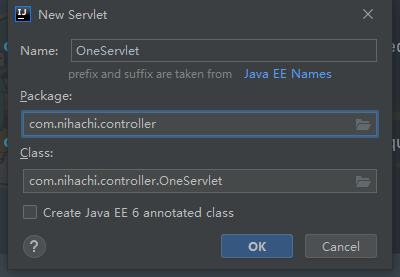 New Servlet
Name: OneServlet
prefix and suffix are taken from Java EE Names
Package:
com.nihachi.controller
Class:
com.nihachi.controller.OneServlet
Create Java EE 6 annotated class
? OK Cancel